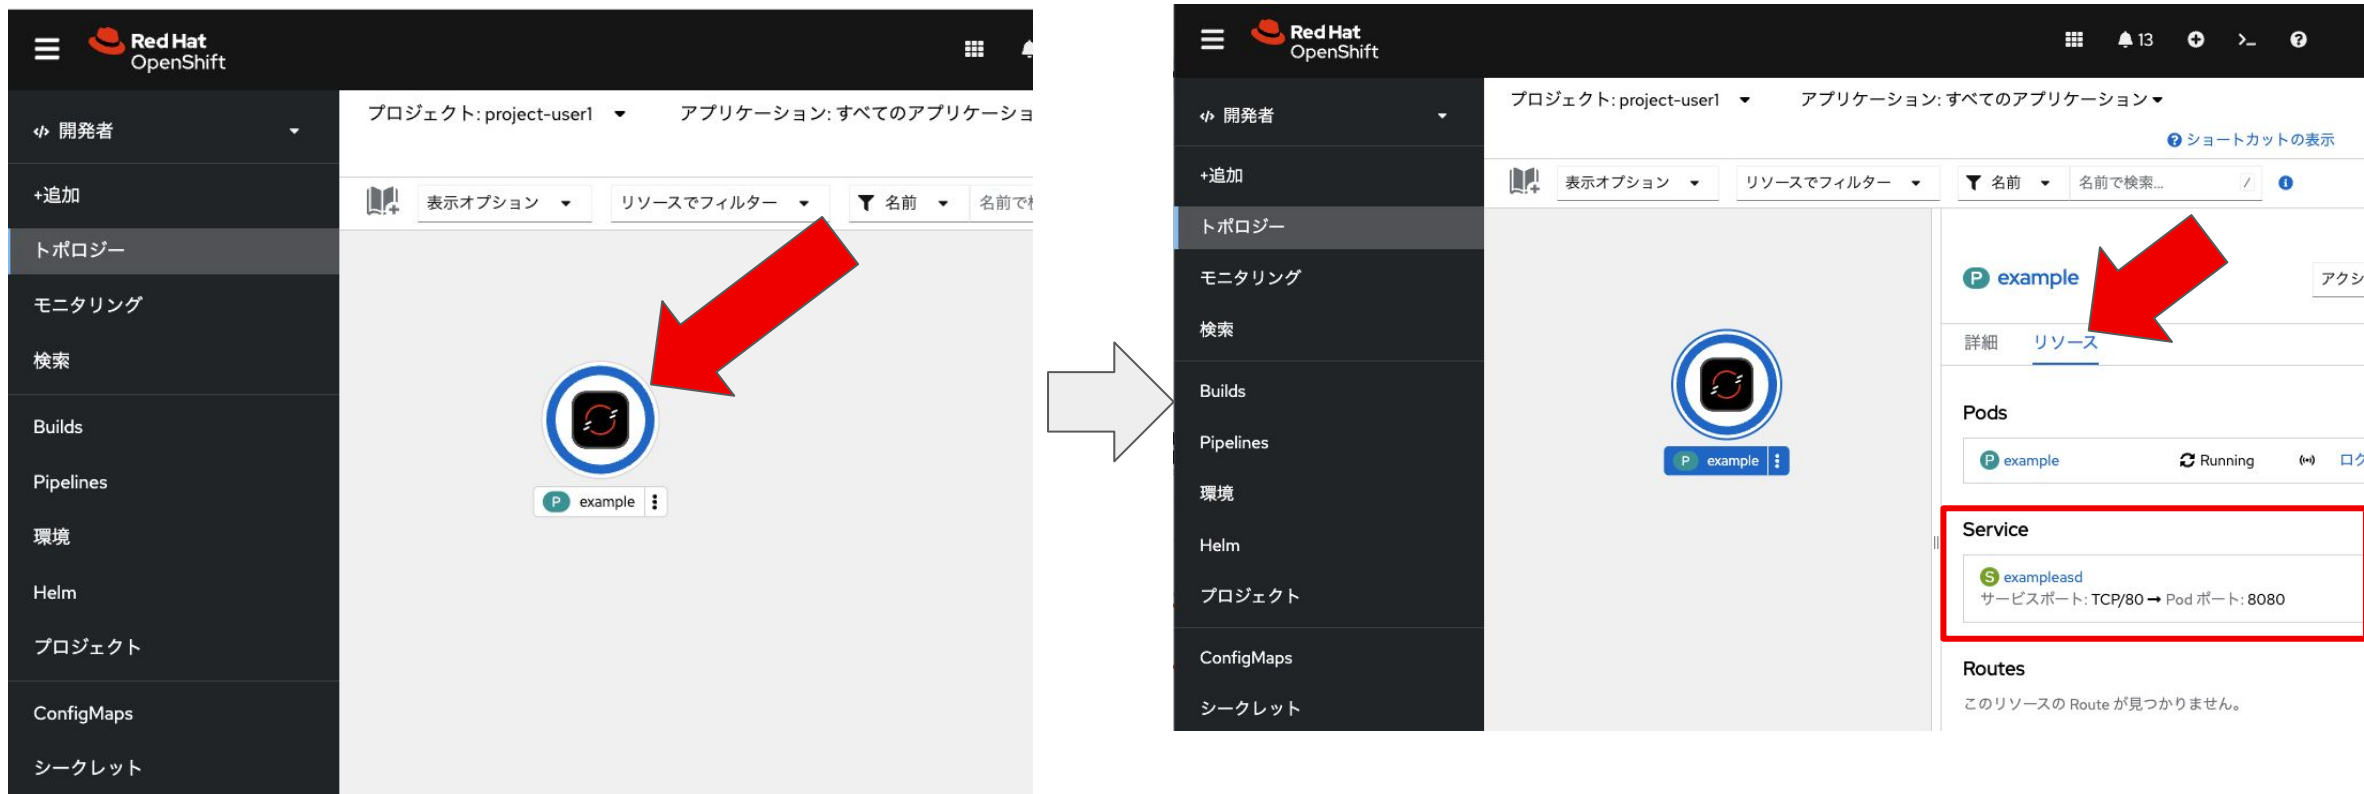 Red Hat
OpenShift
開発者
プロジェクト: project-user1
アプリケーション: すべてのアプリケーショ
+追加
表示オプション
リソースでフィルター
名前
名前で
トポロジー
モニタリング
検索
Builds
P example
Pipelines
環境
Helm
プロジェクト
ConfigMaps
シークレット
Red Hat
OpenShift
13
開発者
プロジェクト: project-user1
アプリケーション: すべてのアプリケーション
ショートカットの表示
+追加
表示オプション
リソースでフィルター
名前
名前で検索...
/
トポロジー
モニタリング
検索
Builds
Pipelines
環境
Helm
プロジェクト
ConfigMaps
シークレット
P example
P example
アクシ
詳細
リソース
Pods
P example
Running
ログ
Service
S exampleasd
サービスポート: TCP/80 → Pod ポート: 8080
Routes
このリソースの Route が見つかりません。